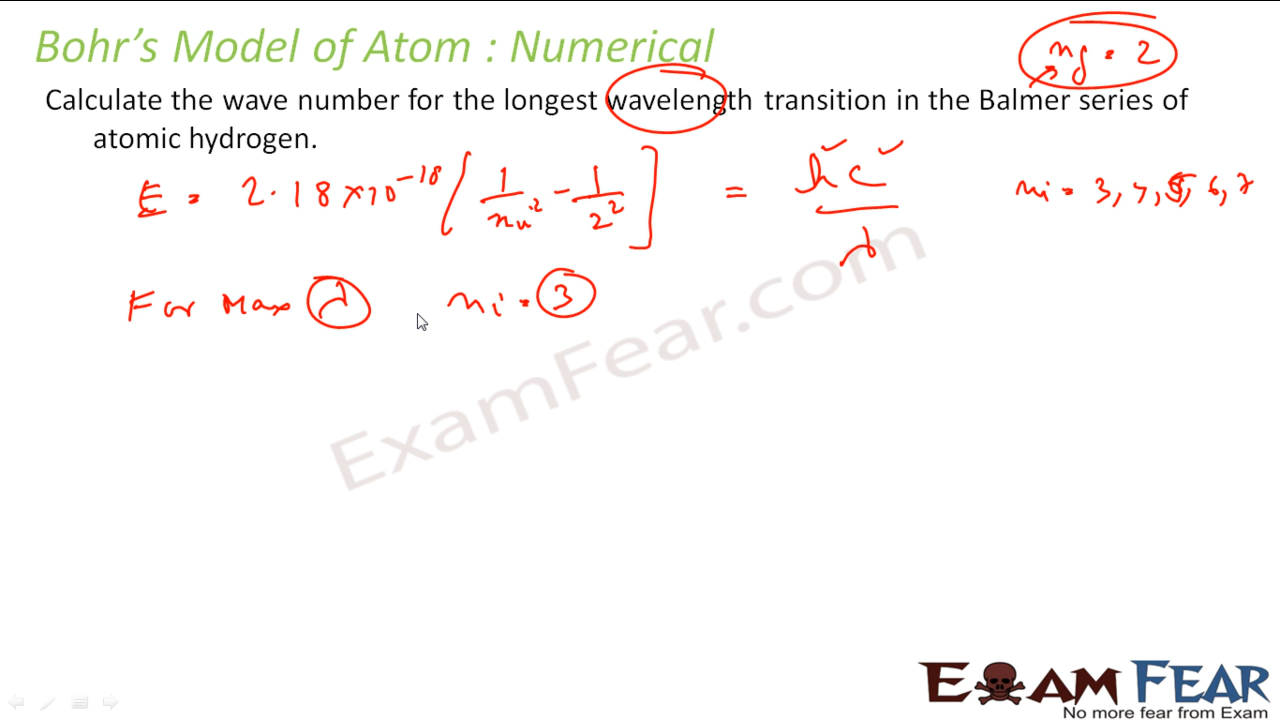 Bohr's Model of Atom : Numerical
nf = 2
Calculate the wave number for the longest wavelength transition in the Balmer series of
atomic hydrogen.
E = 2.18 × 10⁻¹⁸ [ 1/nᵢ² - 1/2² ] = hc/λ
ni = 3, 4, 5, 6, 7
For Max λ ni = 3
ExamFear.com
EXAM FEAR
No more fear from Exam